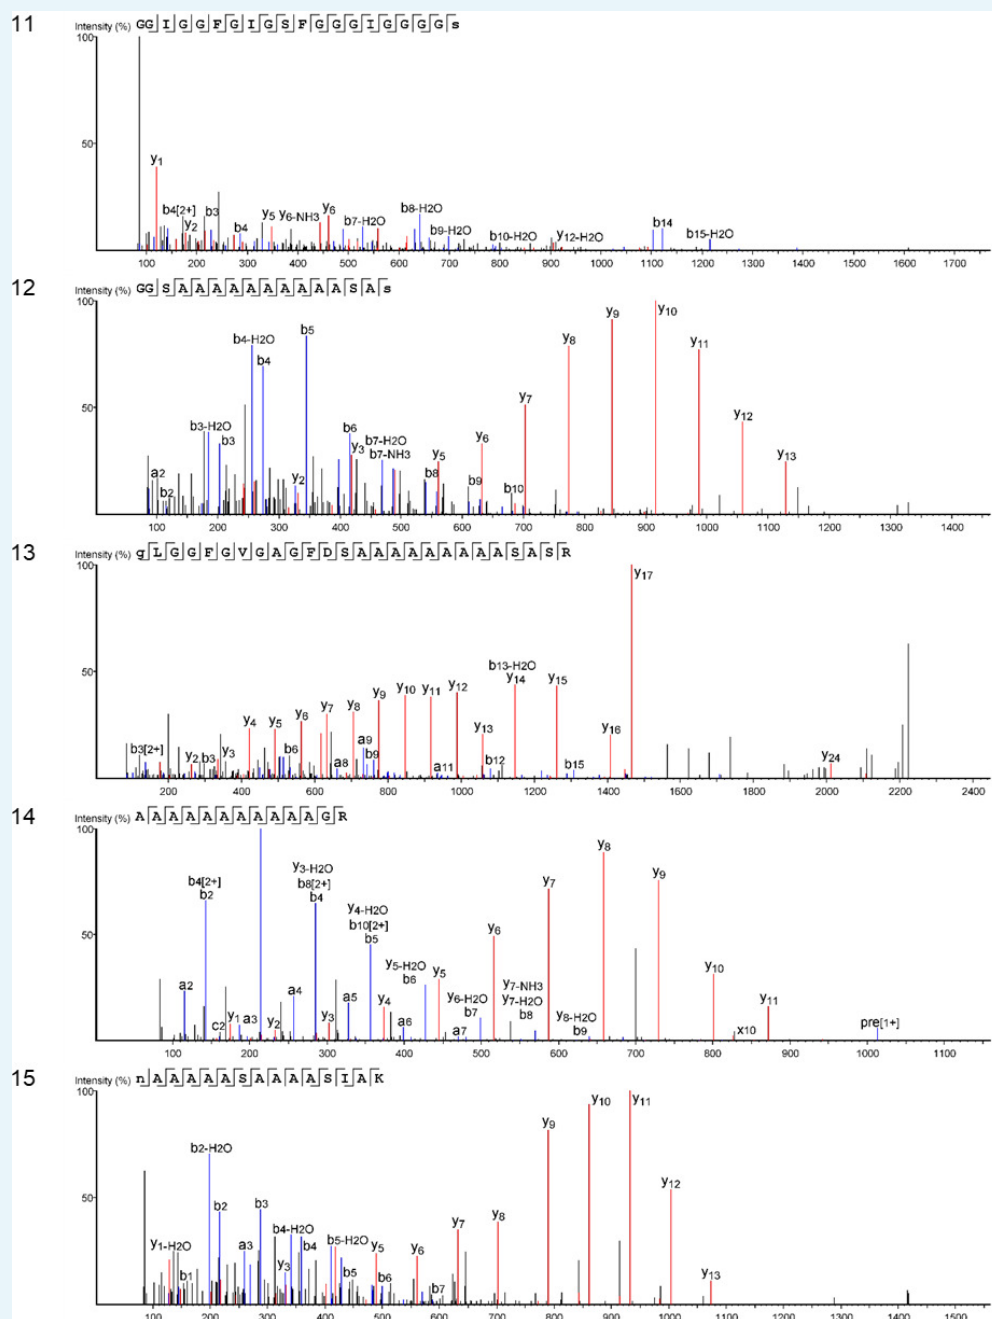 11
Intensity (%) GGIGGFGIGSFGGGIGGGGs
100
50
y1
b4[2+]
y2
b3
b4
y5
y6-NH3
y6
b7-H2O
b8-H2O
b9-H2O
b10-H2O
y12-H2O
b14
b15-H2O
100 200 300 400 500 600 700 800 900 1000 1100 1200 1300 1400 1500 1600 1700
12
Intensity (%) GGSAAAAAAAAAAASAs
100
50
a2
b2
b3-H2O
b3
b4-H2O
b4
y2
b5
b6
y3
b7-H2O
b7-NH3
b8
y5
b9
y6
b10
y7
y8
y9
y10
y11
y12
y13
100 200 300 400 500 600 700 800 900 1000 1100 1200 1300 1400
13
Intensity (%) gLGGFGVGAGFDSAAAAAAAAAASASR
100
50
b3[2+]
y2
b3
y3
y4
y5
b6
y6
y7
a8
y8
a9
b9
y9
y10
y11
a11
y12
y13
b12
b13-H2O
y14
y15
b15
y16
y17
y24
200 400 600 800 1000 1200 1400 1600 1800 2000 2200 2400
14
Intensity (%) AAAAAAAAAAAGR
100
50
a2
b4[2+]
b2
c2
y1
a3
y2
a4
y3-H2O
b8[2+]
b4
y3
a5
y4-H2O
b10[2+]
b5
y4
a6
y5-H2O
b6
y5
a7
y6-H2O
b7
y6
y7-NH3
y7-H2O
b8
y7
y8-H2O
b9
y8
y9
y10
x10
y11
pre[1+]
100 200 300 400 500 600 700 800 900 1000 1100
15
Intensity (%) nAAAAASAAAASIAK
100
50
y1-H2O
b1
b2-H2O
b2
a3
b3
y3
b4-H2O
b4
b5-H2O
b5
y5
b6
y6
b7
y7
y8
y9
y10
y11
y12
y13
100 200 300 400 500 600 700 800 900 1000 1100 1200 1300 1400 1500